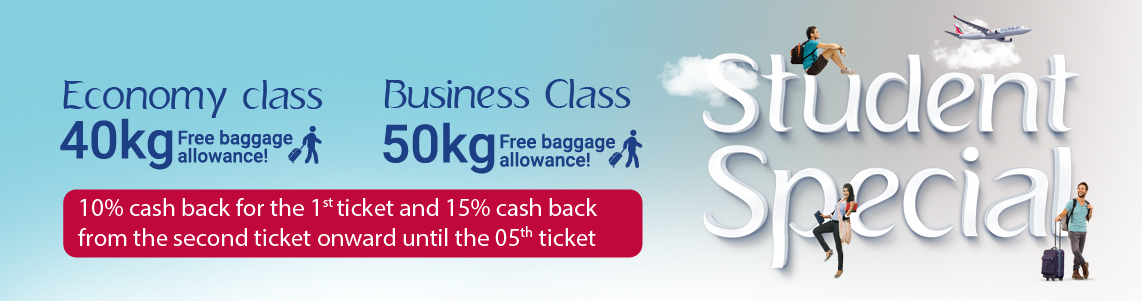 Economy class
40kg Free baggage
allowance!
Business Class
50kg Free baggage
allowance!
10% cash back for the 1st ticket and 15% cash back
from the second ticket onward until the 05th ticket
Student
Special